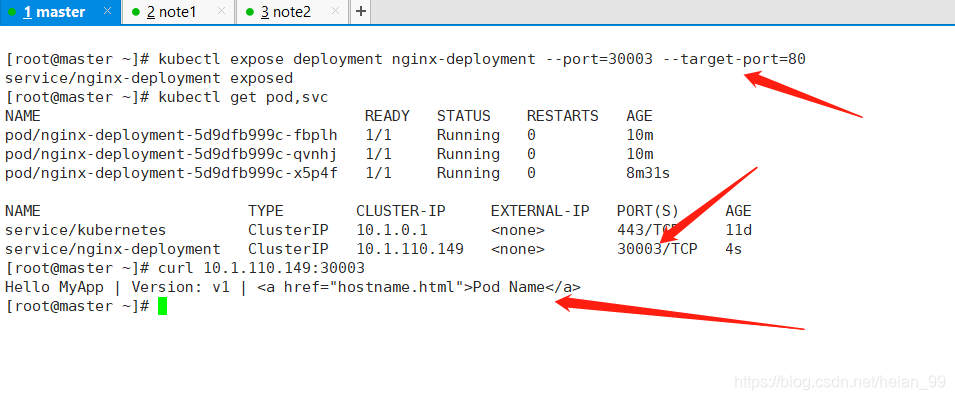 1 master × 2 note1 × 3 note2 × +
[root@master ~]# kubectl expose deployment nginx-deployment --port=30003 --target-port=80
service/nginx-deployment exposed
[root@master ~]# kubectl get pod,svc
NAME READY STATUS RESTARTS AGE
pod/nginx-deployment-5d9dfb999c-fbplh 1/1 Running 0 10m
pod/nginx-deployment-5d9dfb999c-qvnhj 1/1 Running 0 10m
pod/nginx-deployment-5d9dfb999c-x5p4f 1/1 Running 0 8m31s
NAME TYPE CLUSTER-IP EXTERNAL-IP PORT(S) AGE
service/kubernetes ClusterIP 10.1.0.1 <none> 443/TCP 11d
service/nginx-deployment ClusterIP 10.1.110.149 <none> 30003/TCP 4s
[root@master ~]# curl 10.1.110.149:30003
Hello MyApp | Version: v1 | <a href="hostname.html">Pod Name</a>
[root@master ~]#
https://blog.csdn.net/heian_99